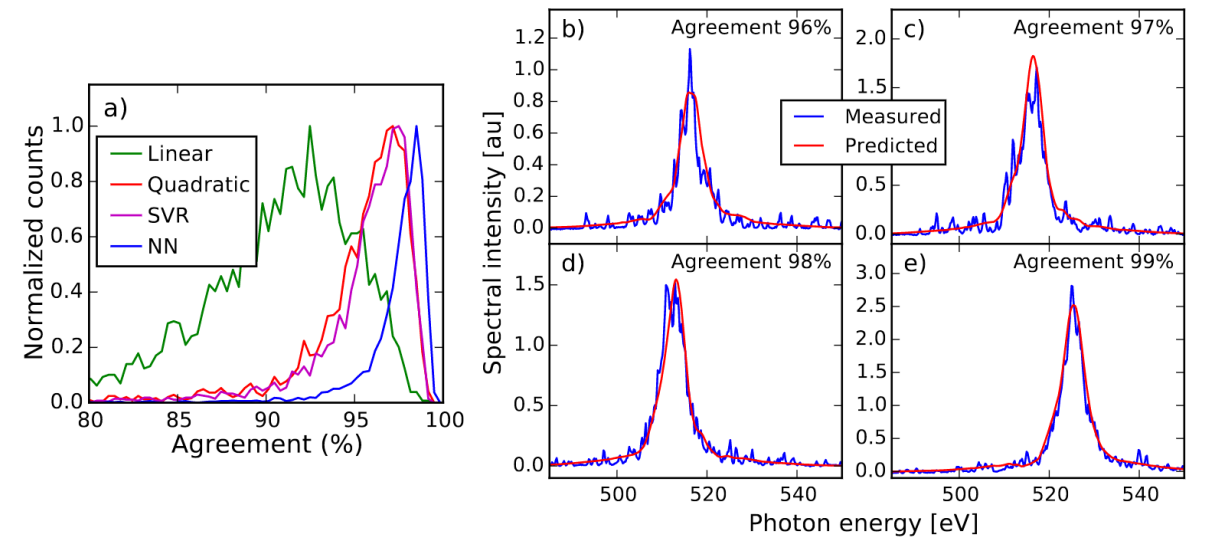 a)
Normalized counts
1.0
0.8
0.6
0.4
0.2
0.0
Linear
Quadratic
SVR
NN
80 85 90 95 100
Agreement (%)
Spectral intensity [au]
b) Agreement 96%
1.2
1.0
0.8
0.6
0.4
0.2
0.0
c) Agreement 97%
2.0
1.5
0.5
0.0
Measured
Predicted
d) Agreement 98%
1.5
1.0
0.5
0.0
500 520 540
e) Agreement 99%
3.0
2.5
2.0
1.5
1.0
0.5
0.0
500 520 540
Photon energy [eV]